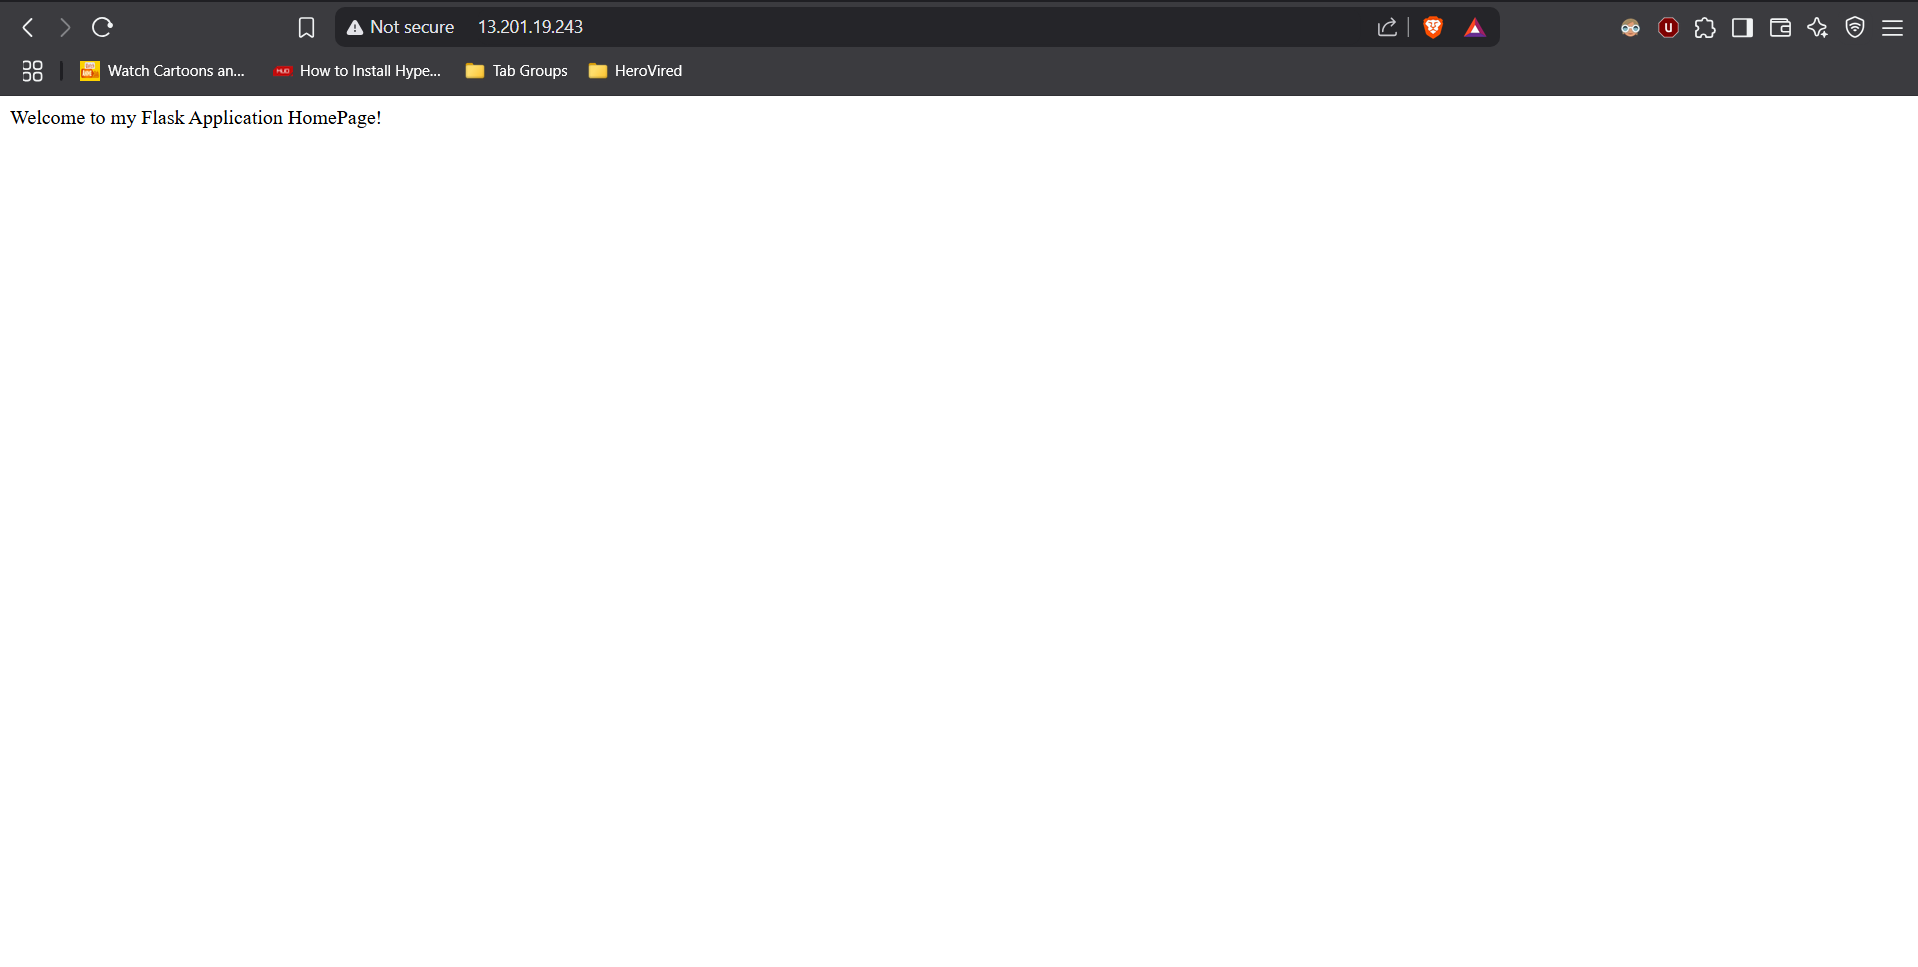 Not secure 13.201.19.243
Watch Cartoons an... How to Install Hype... Tab Groups HeroVired
Welcome to my Flask Application HomePage!